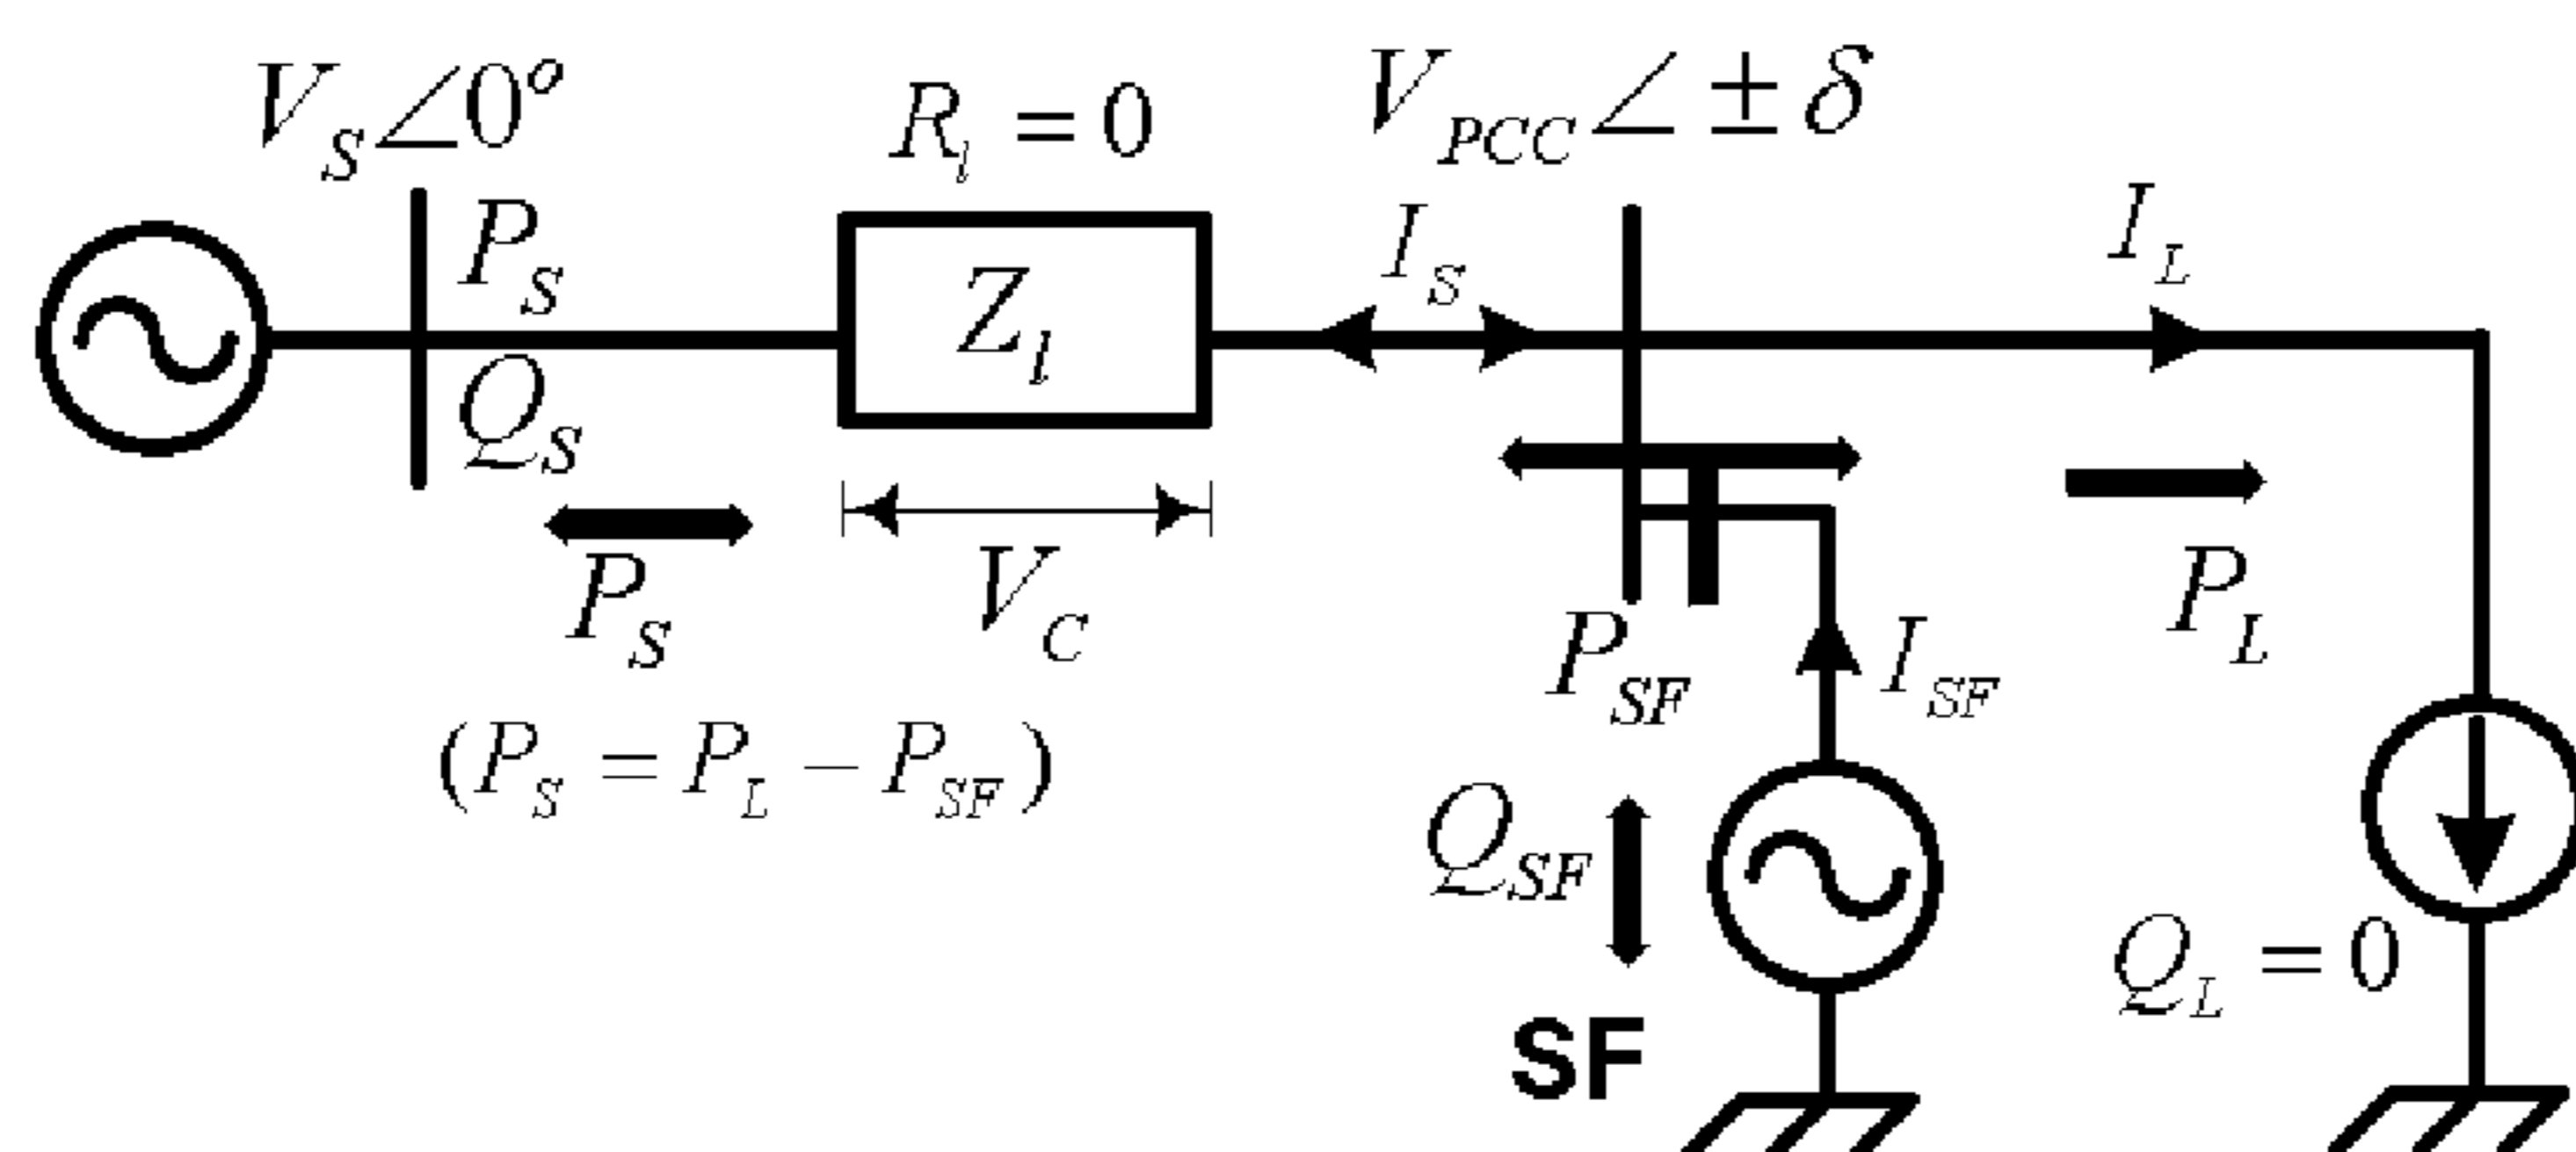 V_S∠0°
R_l = 0
V_PCC∠±δ
P_S
Q_S
Z_l
I_S
I_L
P_S
V_C
(P_S = P_L − P_SF)
P_SF
I_SF
P_L
Q_SF
SF
Q_L = 0